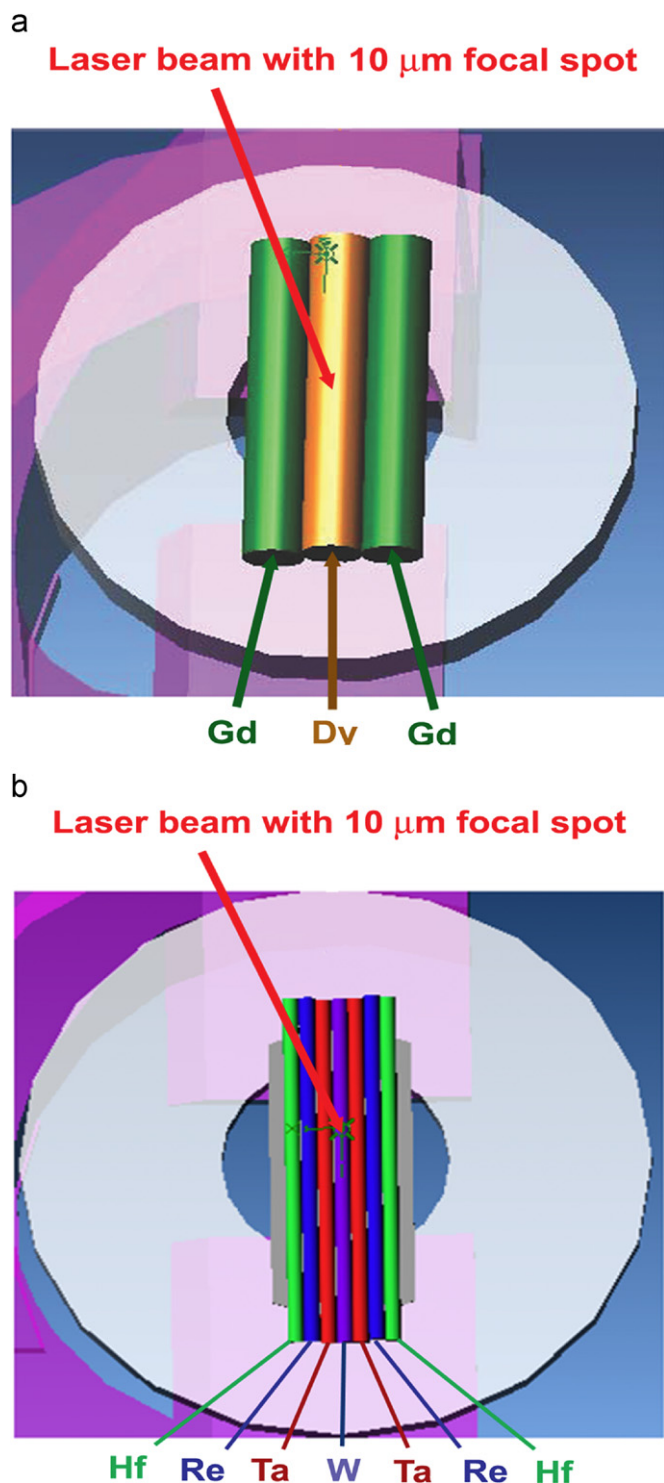 a
Laser beam with 10 μm focal spot
Gd Dy Gd
b
Laser beam with 10 μm focal spot
Hf Re Ta W Ta Re Hf